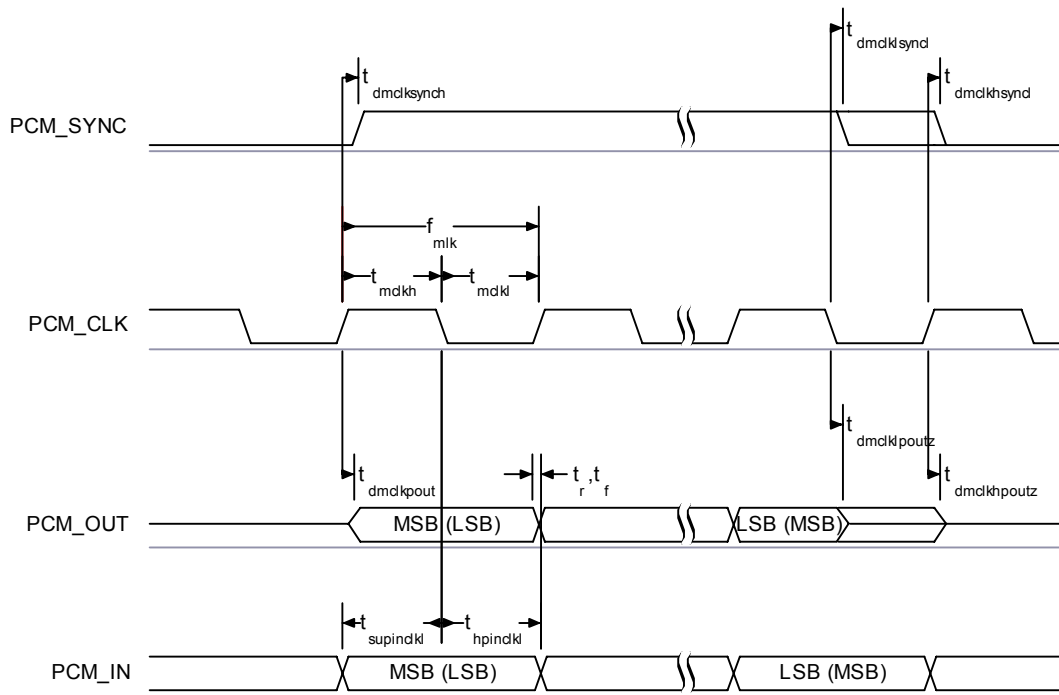 t dmclklsyncl
t dmclksynch
t dmclkhsyncl
PCM_SYNC
f mlk
t mclkh
t mclkl
PCM_CLK
t dmclklpoutz
t dmclkpout
t r ,t f
t dmclkhpoutz
PCM_OUT
MSB (LSB)
LSB (MSB)
t supinclkl
t hpinclkl
PCM_IN
MSB (LSB)
LSB (MSB)